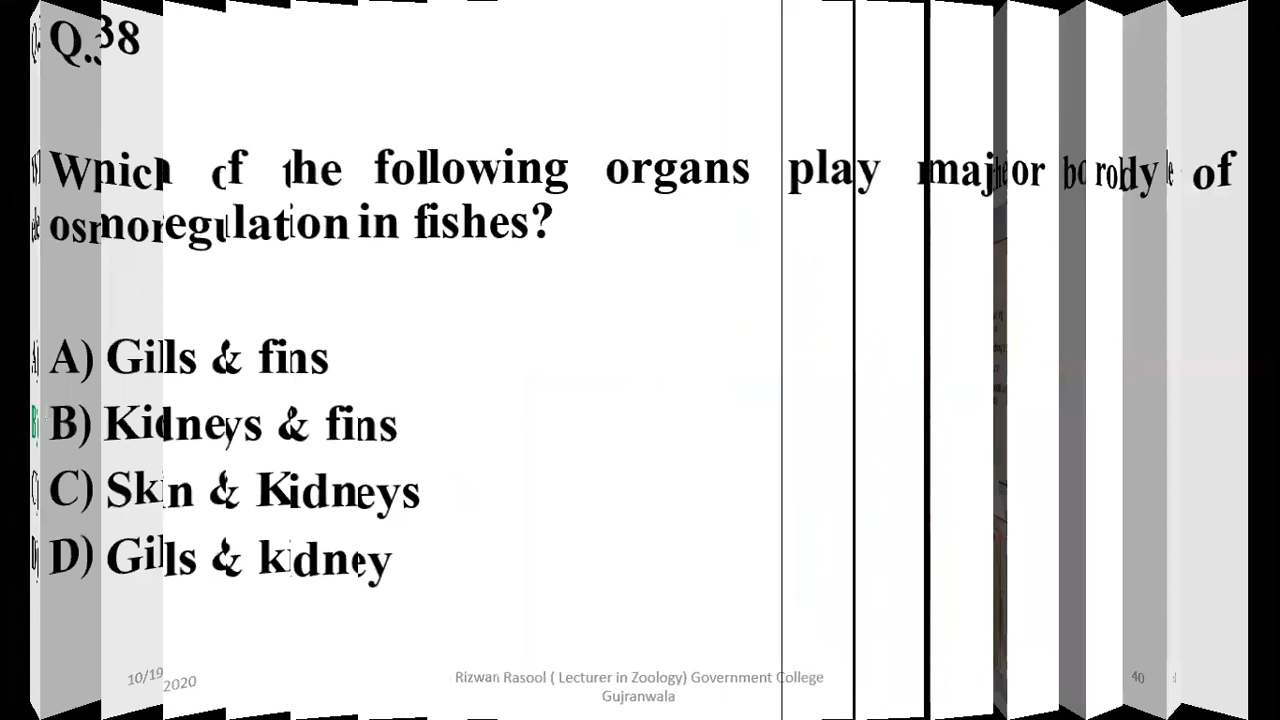 Q.38
Which of the following organs play major role of
osmoregulation in fishes?
A) Gills & fins
B) Kidneys & fins
C) Skin & Kidneys
D) Gills & kidney
10/19 2020
Rizwan Rasool ( Lecturer in Zoology) Government College
Gujranwala
40